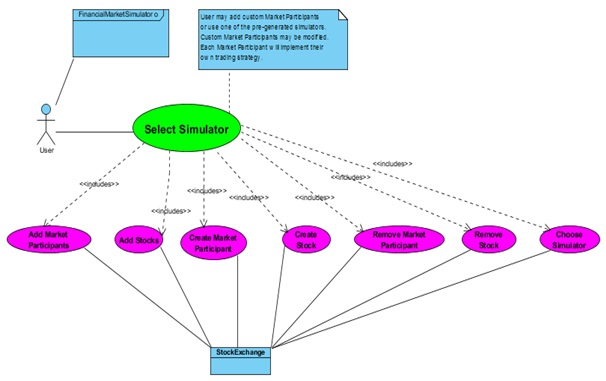 FinancialMarketSimulator o
User may add custom Market Participants
or use one of the pre-generated simulators.
Custom Market Participants may be modified.
Each Market Participant will implement their
own trading strategy.
User
Select Simulator
<<includes>>
<<includes>>
<<includes>>
<<includes>>
<<includes>>
<<includes>>
<<includes>>
Add Market
Participants
Add Stocks
Create Market
Participant
Create
Stock
Remove Market
Participant
Remove
Stock
Choose
Simulator
StockExchange